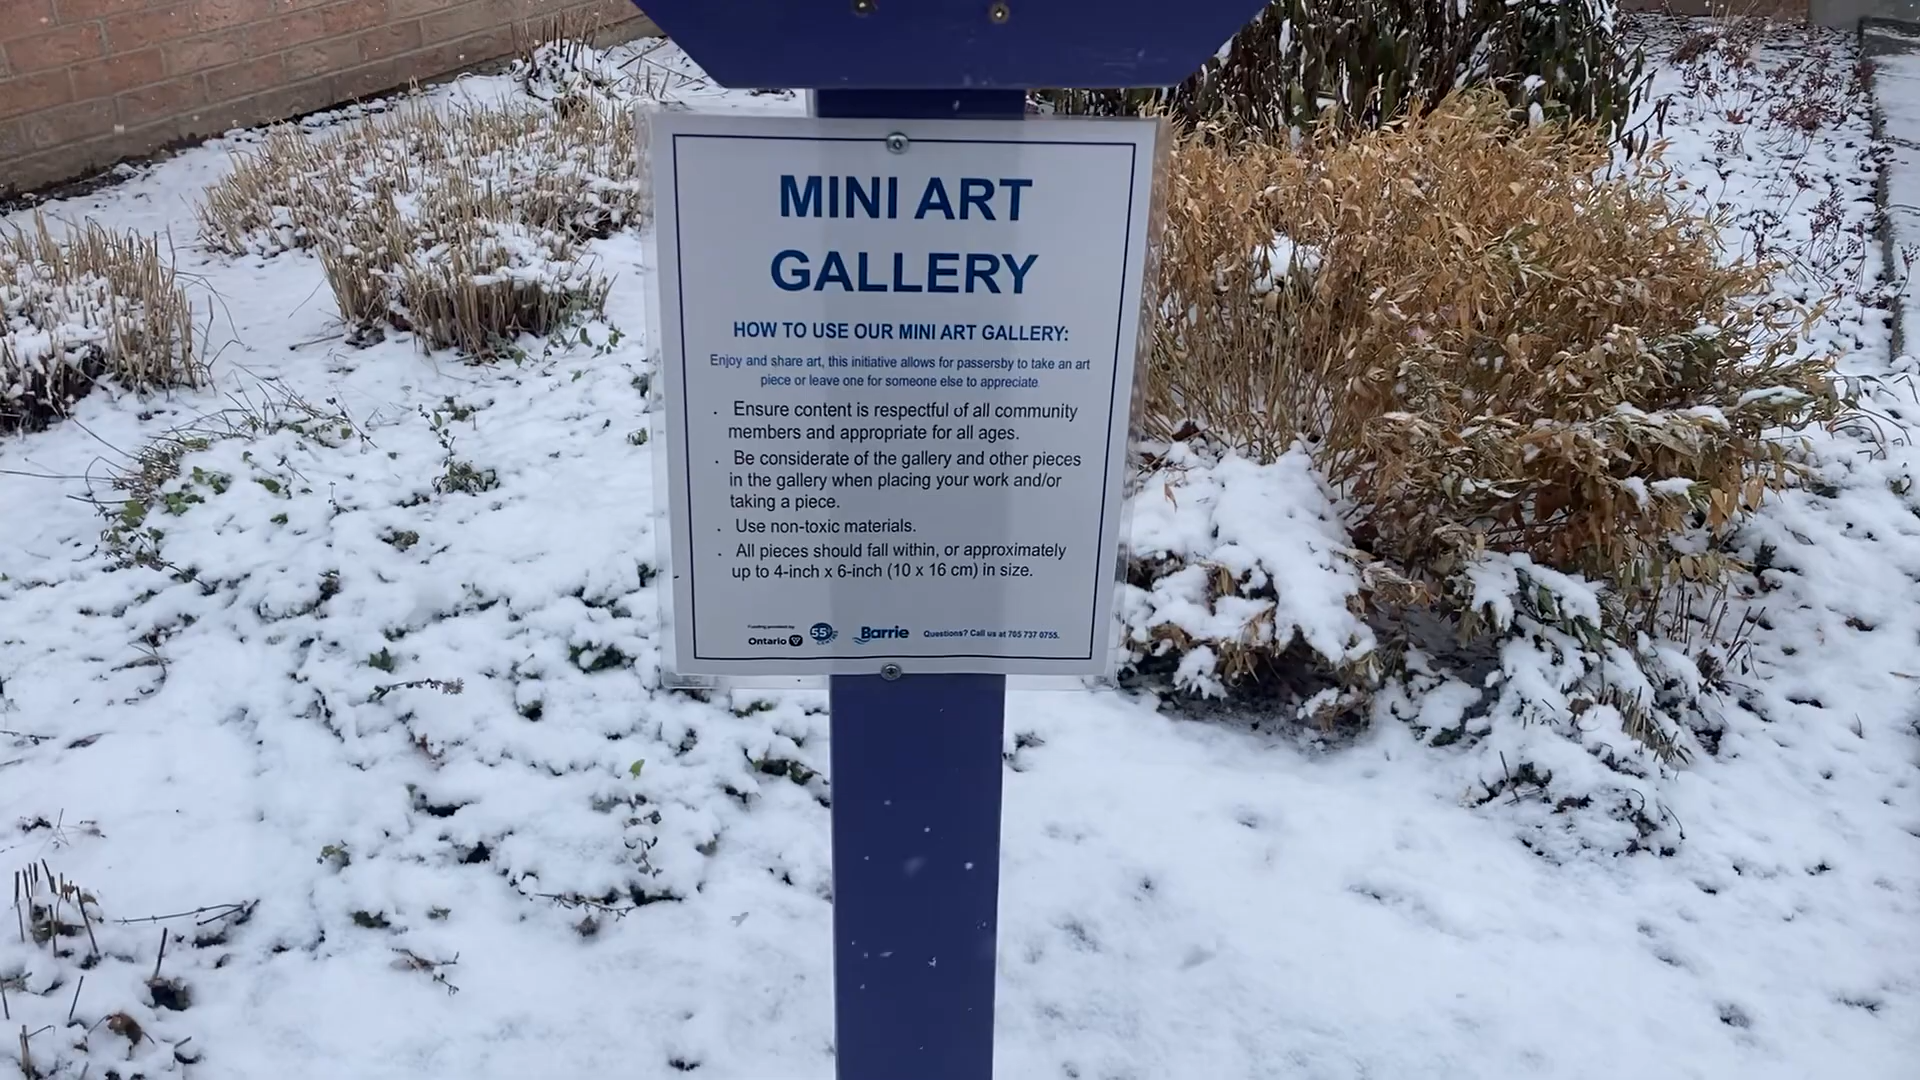 MINI ART
GALLERY
HOW TO USE OUR MINI ART GALLERY:
Enjoy and share art, this initiative allows for passersby to take an art
piece or leave one for someone else to appreciate
. Ensure content is respectful of all community
members and appropriate for all ages.
. Be considerate of the gallery and other pieces
in the gallery when placing your work and/or
taking a piece.
. Use non-toxic materials.
. All pieces should fall within, or approximately
up to 4-inch x 6-inch (10 x 16 cm) in size.
Funding provided by:
Ontario
55+
Barrie
Questions? Call us at 705 737 0755.